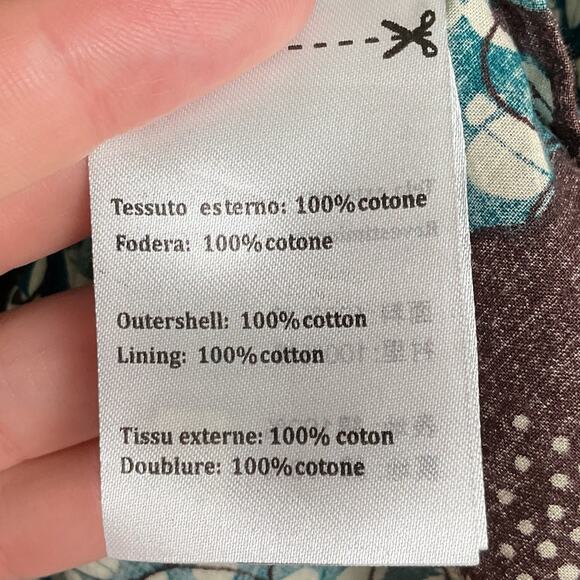 Tessuto esterno: 100%cotone
Fodera: 100%cotone
Outershell: 100%cotton
Lining: 100%cotton
Tissu externe: 100% coton
Doublure: 100%cotone